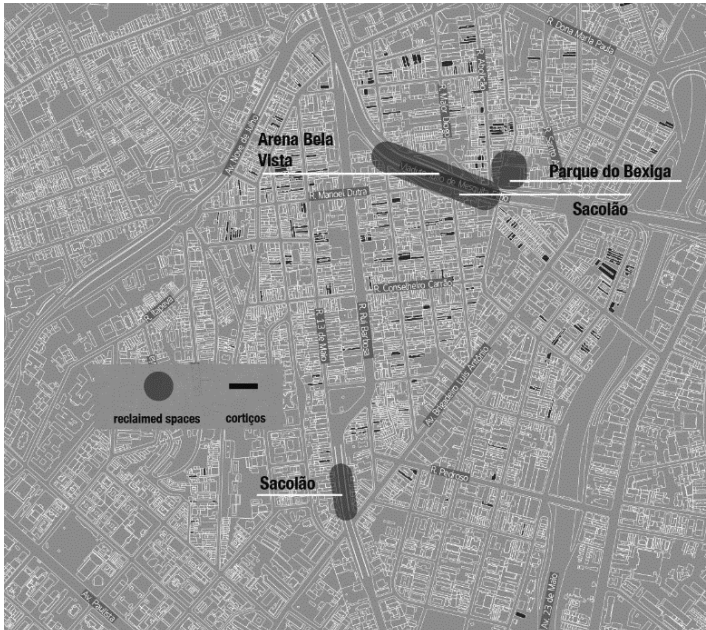 R. Dona Maria Paula
R. Abolição
Av. Nove de Julho
Arena Bela
Vista
Parque do Bexiga
R. Manoel Dutra
Sacolão
R. Conselheiro Carrão
R. 13 de Maio
R. Rui Barbosa
Av. Brigadeiro Luís Antônio
reclaimed spaces
cortiços
R. Pedroso
Sacolão
Av. Paulista
Av. 23 de Maio